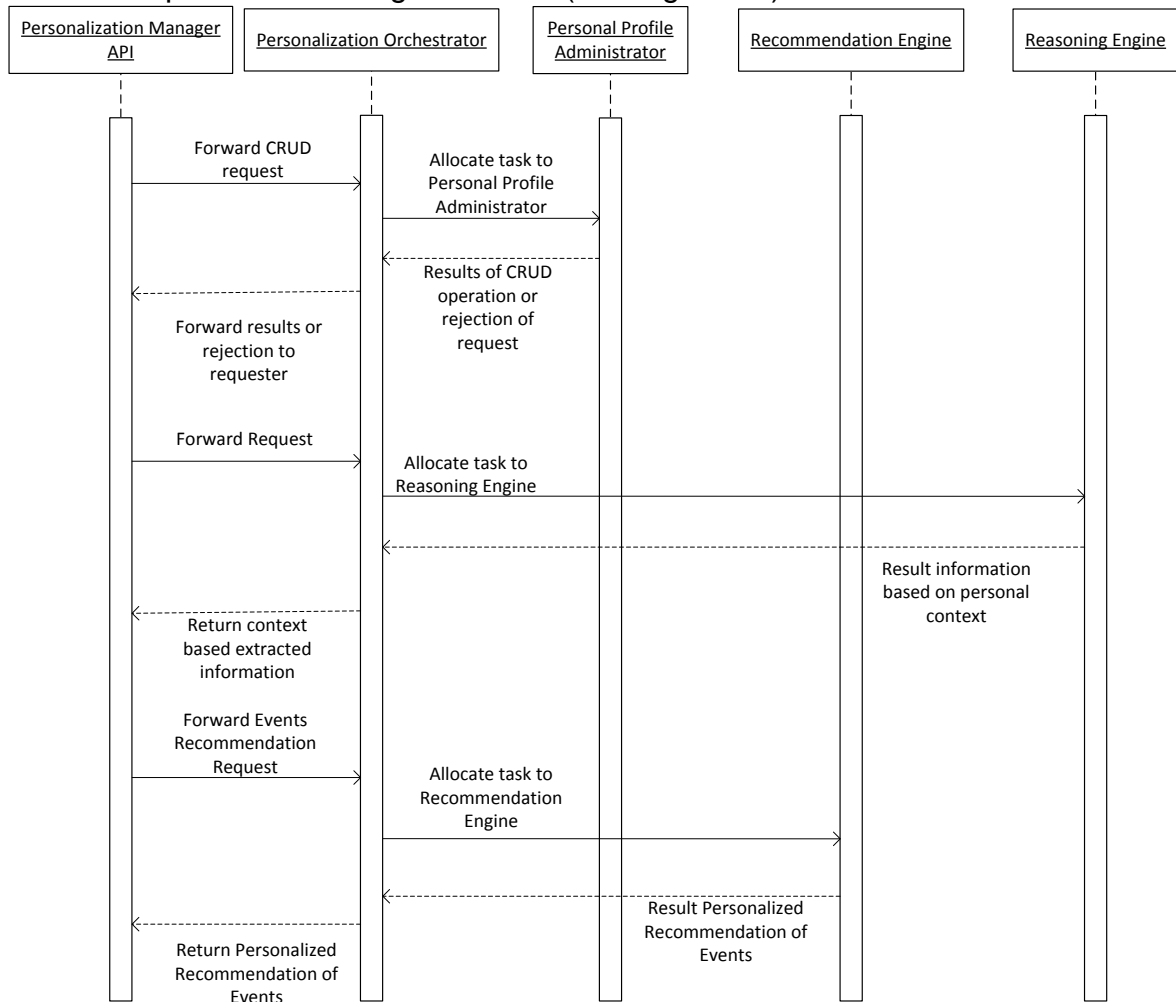 Personalization Manager
API
Personalization Orchestrator
Personal Profile
Administrator
Recommendation Engine
Reasoning Engine
Forward CRUD
request
Allocate task to
Personal Profile
Administrator
Results of CRUD
operation or
rejection of
request
Forward results or
rejection to
requester
Forward Request
Allocate task to
Reasoning Engine
Result information
based on personal
context
Return context
based extracted
information
Forward Events
Recommendation
Request
Allocate task to
Recommendation
Engine
Result Personalized
Recommendation of
Events
Return Personalized
Recommendation of
Events